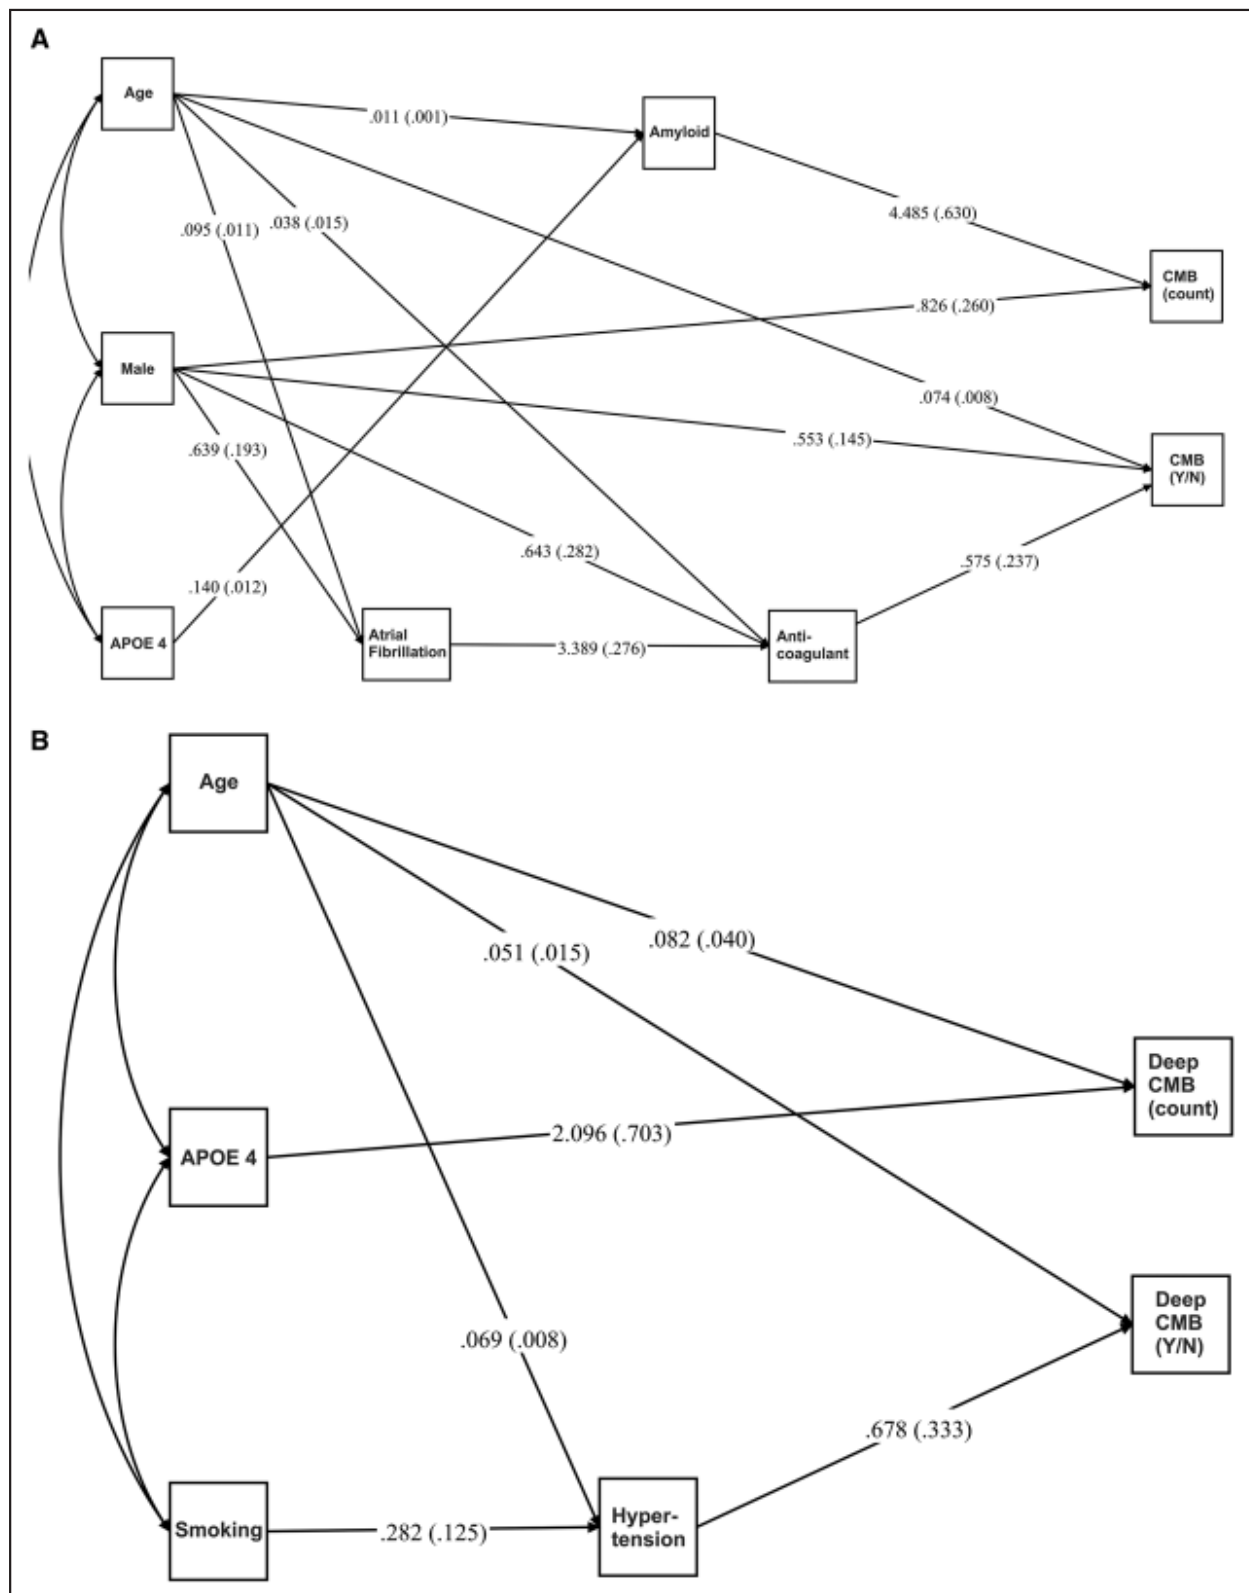 A
Age
.011 (.001)
Amyloid
4.485 (.630)
.095 (.011)
.038 (.015)
CMB
(count)
.826 (.260)
Male
.074 (.008)
.553 (.145)
.639 (.193)
CMB
(Y/N)
.643 (.282)
.575 (.237)
.140 (.012)
APOE 4
Atrial
Fibrillation
3.389 (.276)
Anti-
coagulant
B
Age
.051 (.015)
.082 (.040)
Deep
CMB
(count)
APOE 4
2.096 (.703)
Deep
CMB
(Y/N)
.069 (.008)
.678 (.333)
Smoking
.282 (.125)
Hyper-
tension